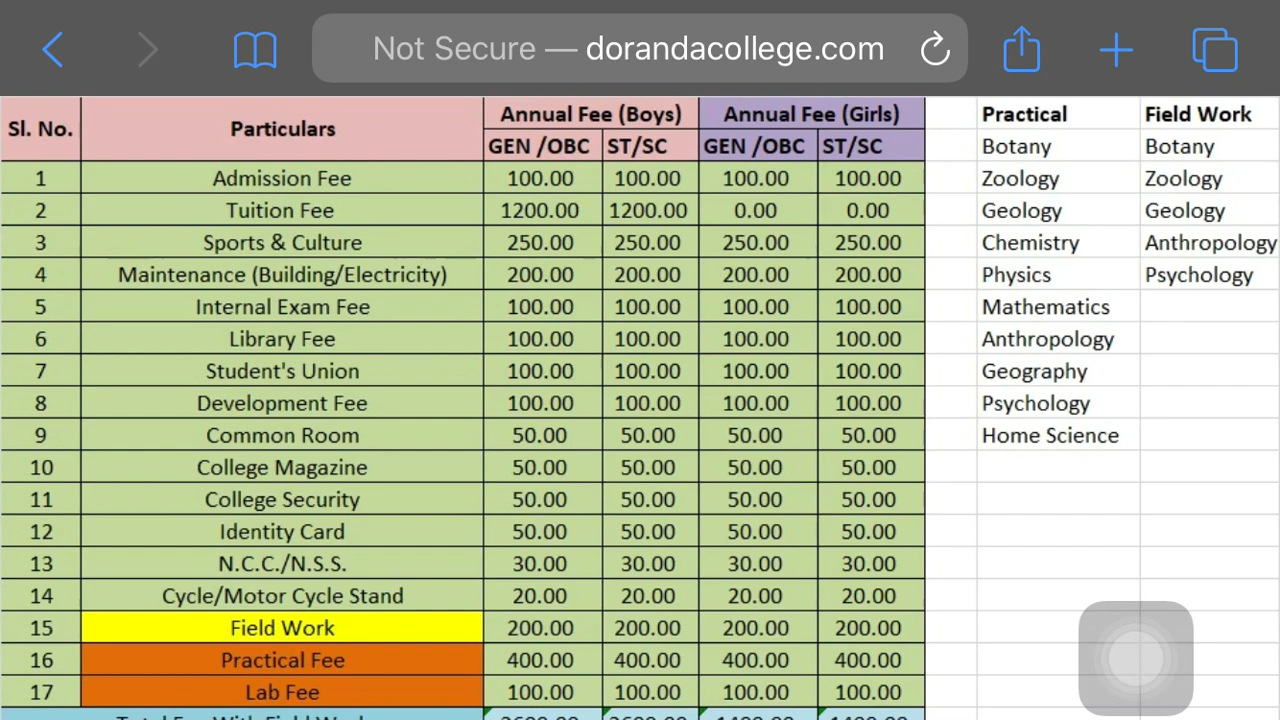 Not Secure — dorandacollege.com
Sl. No. Particulars Annual Fee (Boys) Annual Fee (Girls) Practical Field Work
GEN /OBC ST/SC GEN /OBC ST/SC Botany Botany
1 Admission Fee 100.00 100.00 100.00 100.00 Zoology Zoology
2 Tuition Fee 1200.00 1200.00 0.00 0.00 Geology Geology
3 Sports & Culture 250.00 250.00 250.00 250.00 Chemistry Anthropology
4 Maintenance (Building/Electricity) 200.00 200.00 200.00 200.00 Physics Psychology
5 Internal Exam Fee 100.00 100.00 100.00 100.00 Mathematics
6 Library Fee 100.00 100.00 100.00 100.00 Anthropology
7 Student's Union 100.00 100.00 100.00 100.00 Geography
8 Development Fee 100.00 100.00 100.00 100.00 Psychology
9 Common Room 50.00 50.00 50.00 50.00 Home Science
10 College Magazine 50.00 50.00 50.00 50.00
11 College Security 50.00 50.00 50.00 50.00
12 Identity Card 50.00 50.00 50.00 50.00
13 N.C.C./N.S.S. 30.00 30.00 30.00 30.00
14 Cycle/Motor Cycle Stand 20.00 20.00 20.00 20.00
15 Field Work 200.00 200.00 200.00 200.00
16 Practical Fee 400.00 400.00 400.00 400.00
17 Lab Fee 100.00 100.00 100.00 100.00